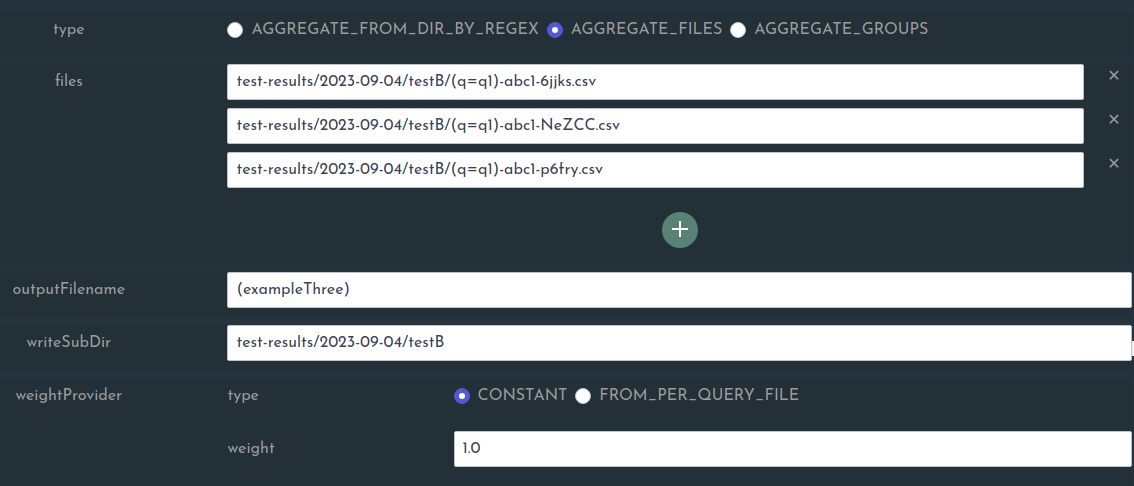 type AGGREGATE_FROM_DIR_BY_REGEX AGGREGATE_FILES AGGREGATE_GROUPS
files test-results/2023-09-04/testB/(q=q1)-abc1-6jjks.csv ×
test-results/2023-09-04/testB/(q=q1)-abc1-NeZCC.csv ×
test-results/2023-09-04/testB/(q=q1)-abc1-p6fry.csv ×
+
outputFilename (exampleThree)
writeSubDir test-results/2023-09-04/testB
weightProvider type CONSTANT FROM_PER_QUERY_FILE
weight 1.0